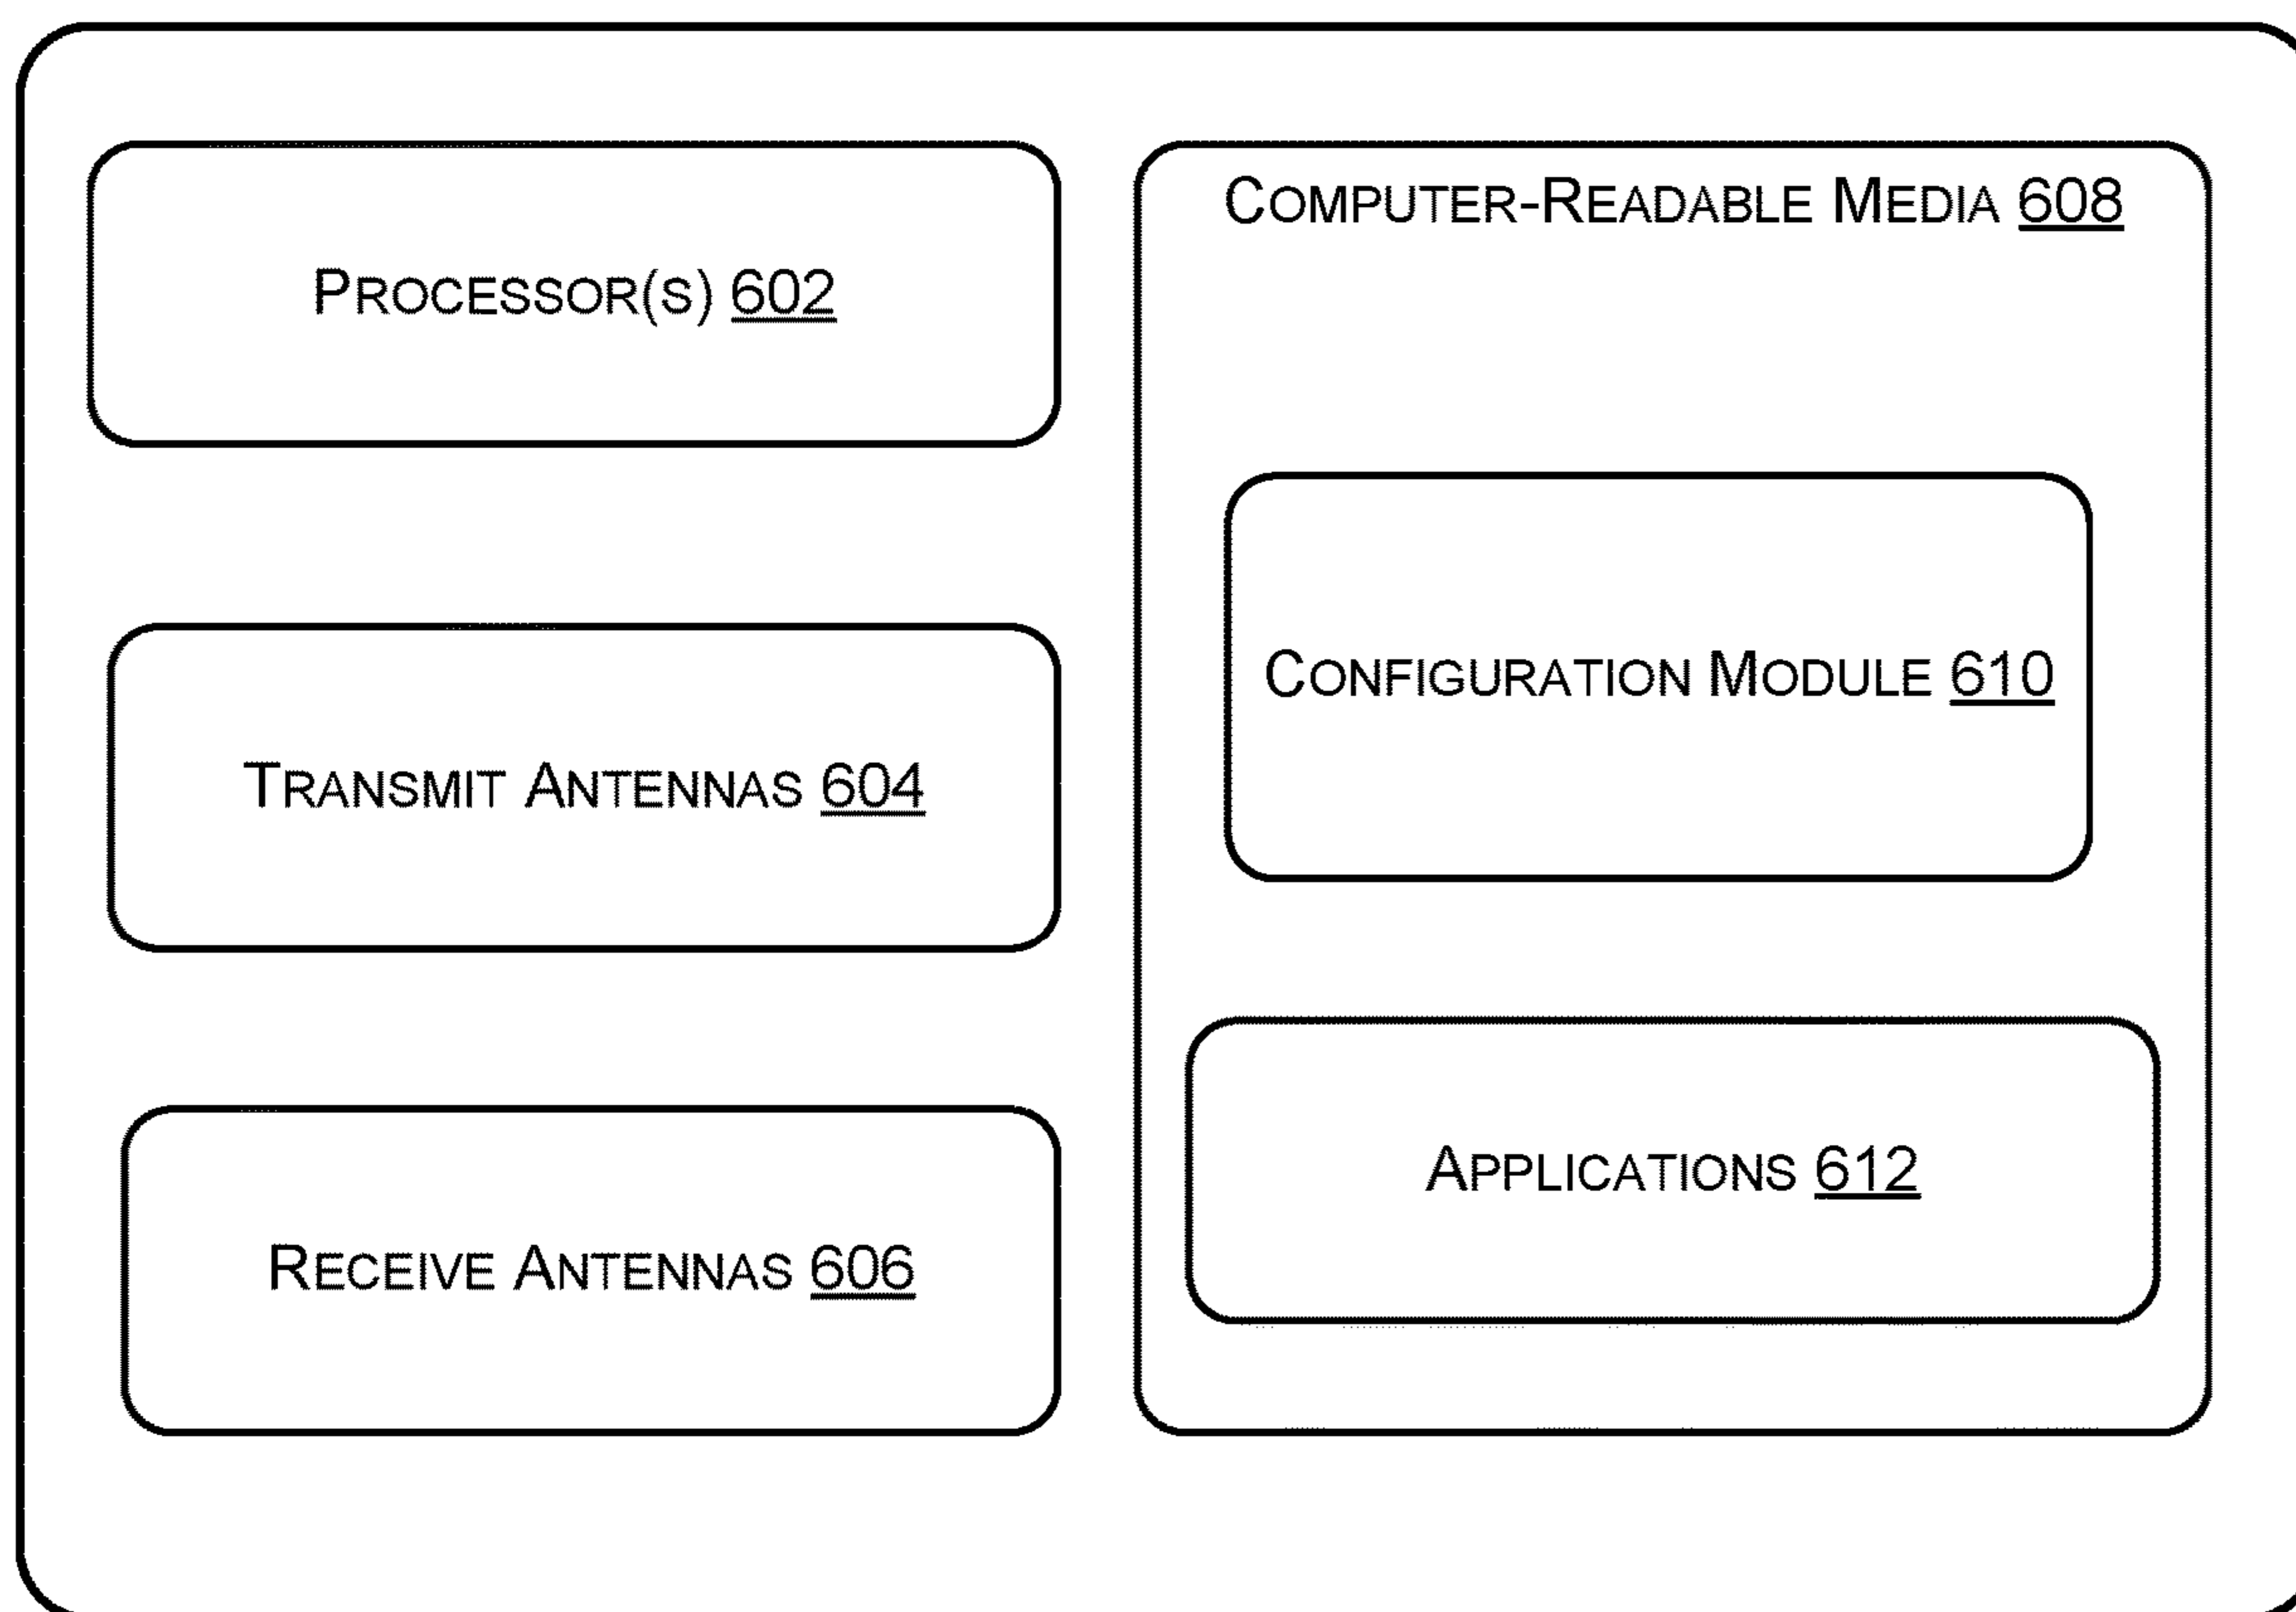 PROCESSOR(S) 602
TRANSMIT ANTENNAS 604
RECEIVE ANTENNAS 606
COMPUTER-READABLE MEDIA 608
CONFIGURATION MODULE 610
APPLICATIONS 612